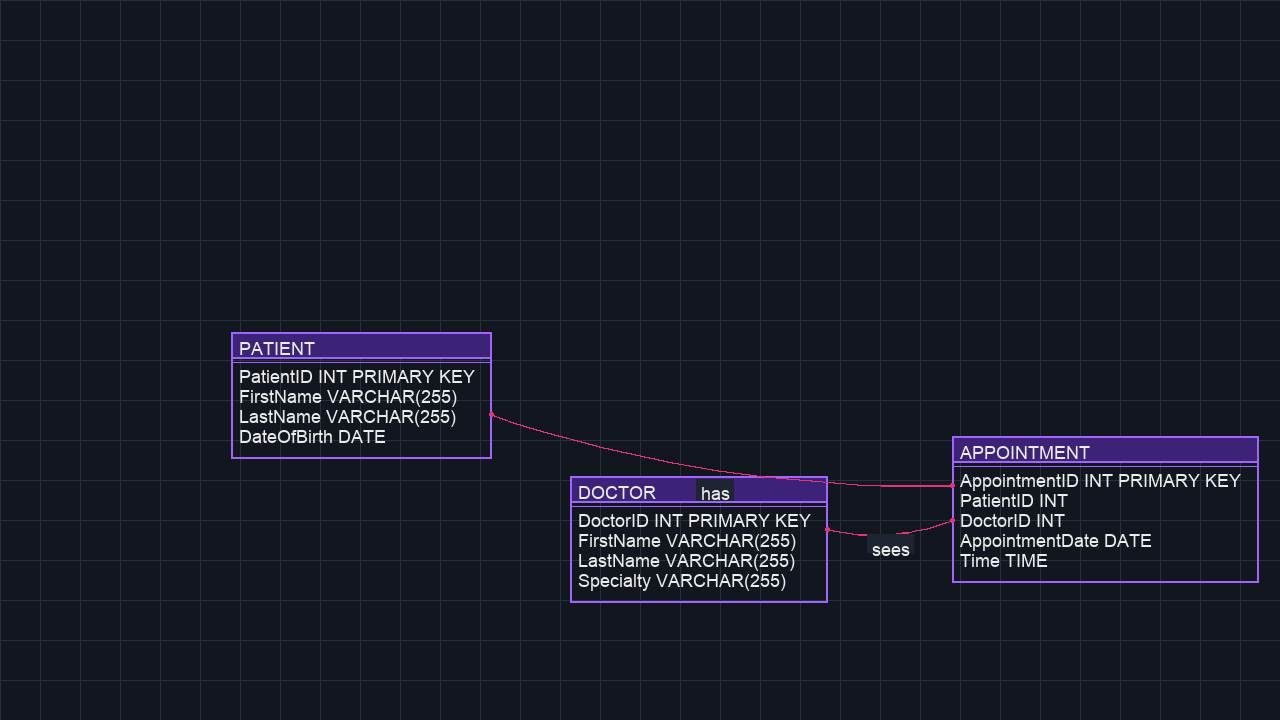 PATIENT
PatientID INT PRIMARY KEY
FirstName VARCHAR(255)
LastName VARCHAR(255)
DateOfBirth DATE
DOCTOR
has
DoctorID INT PRIMARY KEY
FirstName VARCHAR(255)
LastName VARCHAR(255)
Specialty VARCHAR(255)
sees
APPOINTMENT
AppointmentID INT PRIMARY KEY
PatientID INT
DoctorID INT
AppointmentDate DATE
Time TIME